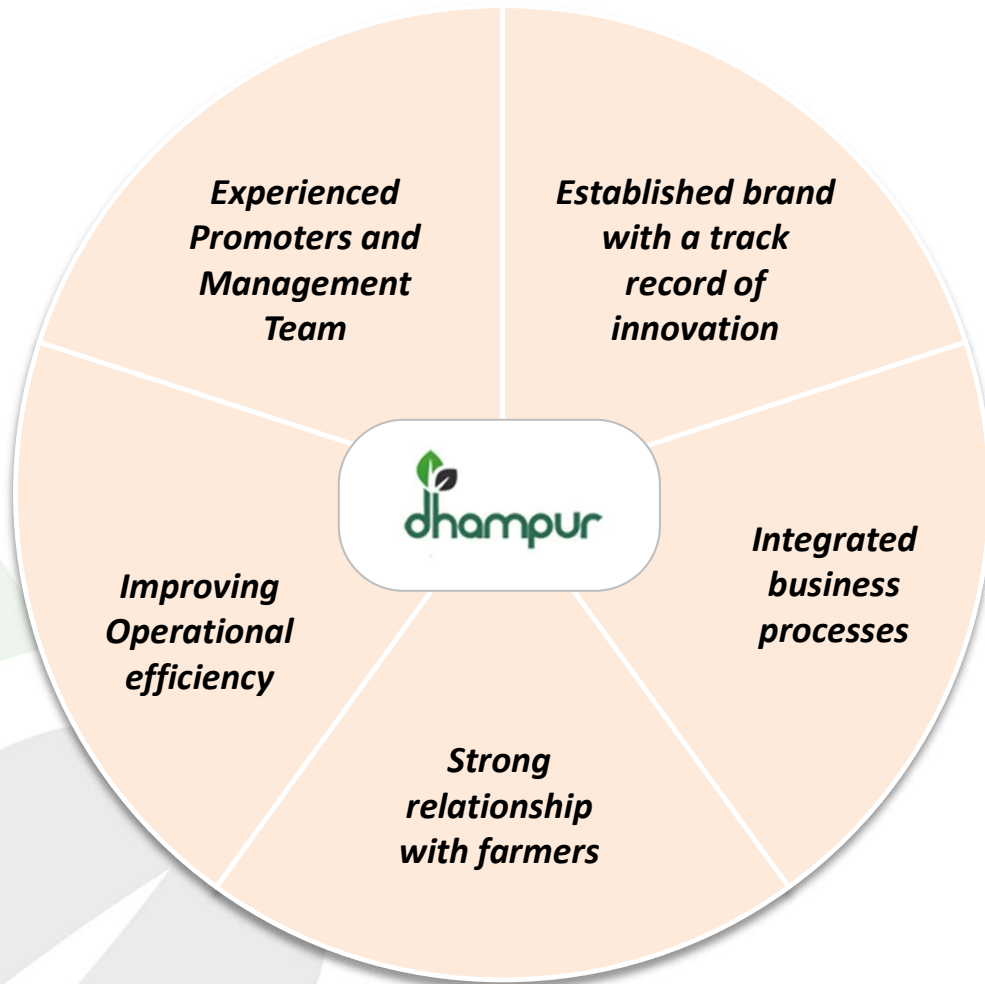 Experienced
Promoters and
Management
Team
Established brand
with a track
record of
innovation
dhampur
Integrated
business
processes
Improving
Operational
efficiency
Strong
relationship
with farmers